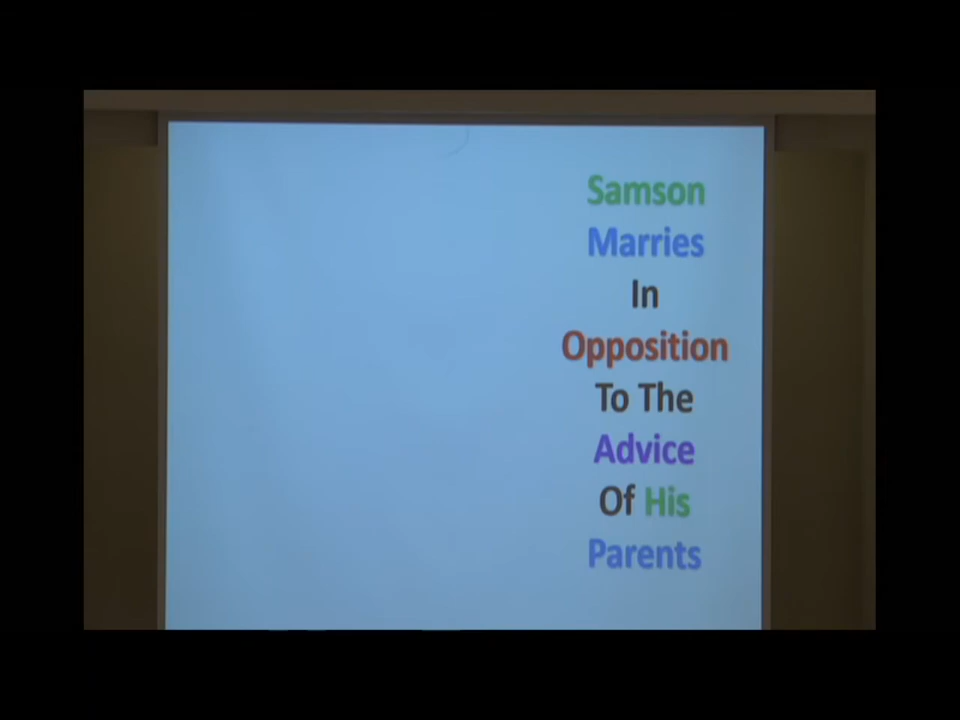 Samson
Marries
In
Opposition
To The
Advice
Of His
Parents